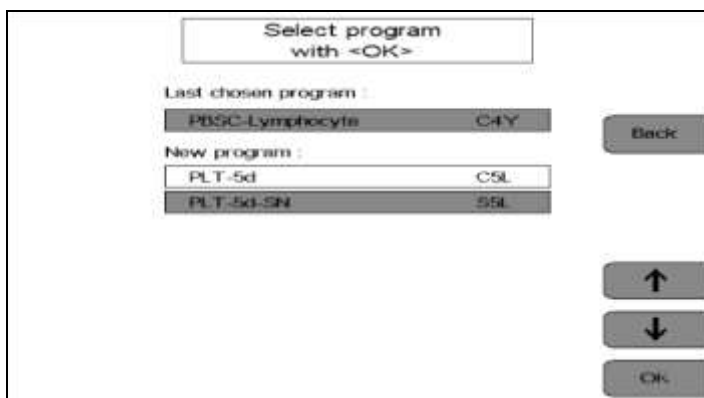 Select program
with <OK>
Last chosen program :
PBSC-Lymphocyte C4Y
Back
New program :
PLT-5d C5L
PLT-5d-SN S5L
↑
↓
OK